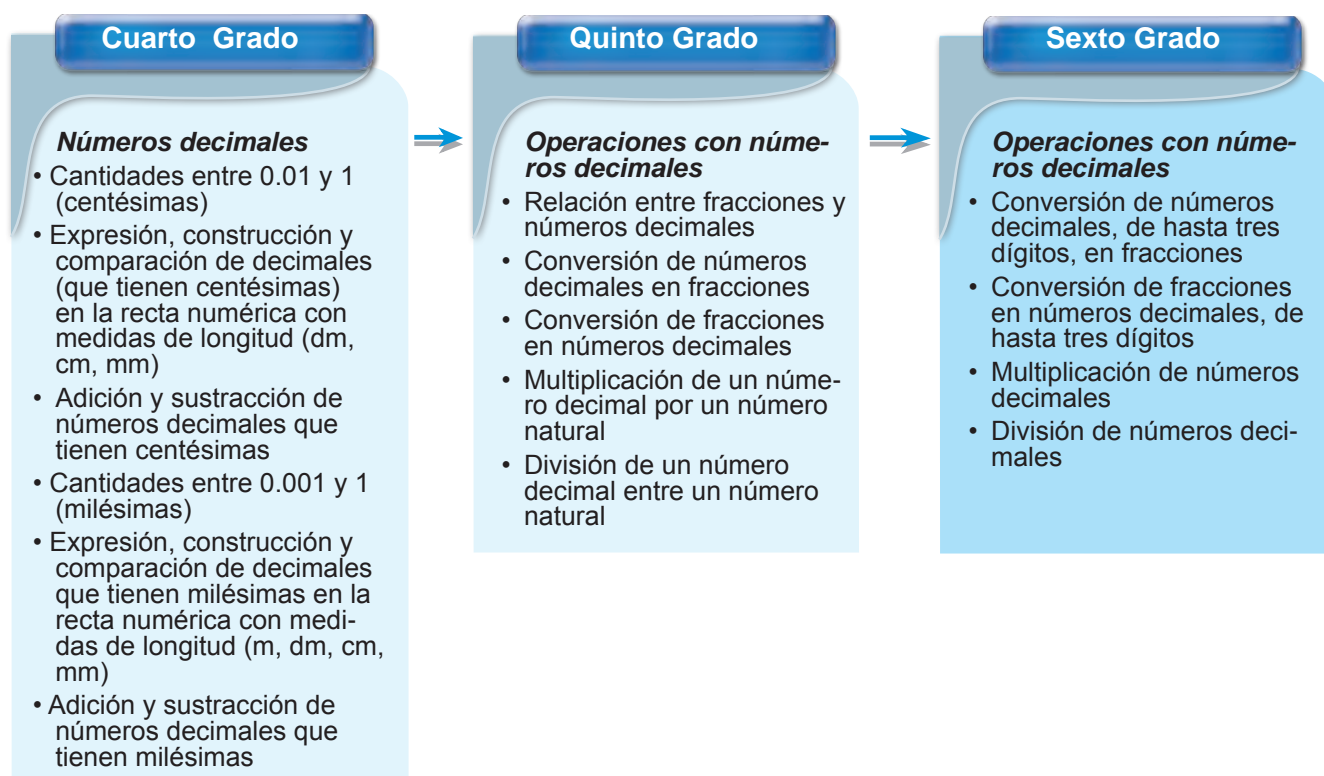 Cuarto Grado
Números decimales
• Cantidades entre 0.01 y 1
(centésimas)
• Expresión, construcción y
comparación de decimales
(que tienen centésimas)
en la recta numérica con
medidas de longitud (dm,
cm, mm)
• Adición y sustracción de
números decimales que
tienen centésimas
• Cantidades entre 0.001 y 1
(milésimas)
• Expresión, construcción y
comparación de decimales
que tienen milésimas en la
recta numérica con medi-
das de longitud (m, dm, cm,
mm)
• Adición y sustracción de
números decimales que
tienen milésimas
Quinto Grado
Operaciones con núme-
ros decimales
• Relación entre fracciones y
números decimales
• Conversión de números
decimales en fracciones
• Conversión de fracciones
en números decimales
• Multiplicación de un núme-
ro decimal por un número
natural
• División de un número
decimal entre un número
natural
Sexto Grado
Operaciones con núme-
ros decimales
• Conversión de números
decimales, de hasta tres
dígitos, en fracciones
• Conversión de fracciones
en números decimales, de
hasta tres dígitos
• Multiplicación de números
decimales
• División de números deci-
males